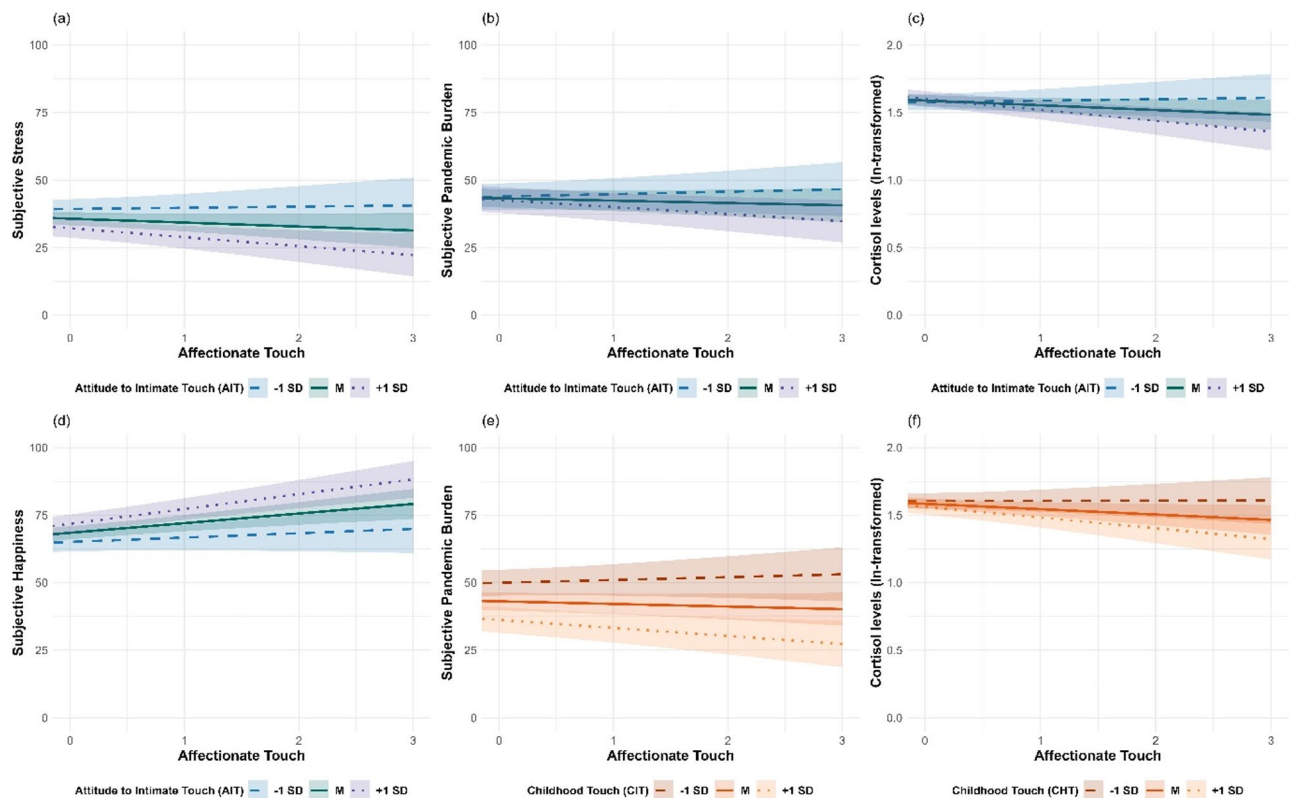 (a)
100
75
50
25
0
Subjective Stress
0 1 2 3
Affectionate Touch
Attitude to Intimate Touch (AIT) -1 SD M +1 SD
(b)
100
75
50
25
0
Subjective Pandemic Burden
0 1 2 3
Affectionate Touch
Attitude to Intimate Touch (AIT) -1 SD M +1 SD
(c)
2.0
1.5
1.0
0.5
0.0
Cortisol levels (ln-transformed)
0 1 2 3
Affectionate Touch
Attitude to Intimate Touch (AIT) -1 SD M +1 SD
(d)
100
75
50
25
0
Subjective Happiness
0 1 2 3
Affectionate Touch
Attitude to Intimate Touch (AIT) -1 SD M +1 SD
(e)
100
75
50
25
0
Subjective Pandemic Burden
0 1 2 3
Affectionate Touch
Childhood Touch (CIT) -1 SD M +1 SD
(f)
2.0
1.5
1.0
0.5
0.0
Cortisol levels (ln-transformed)
0 1 2 3
Affectionate Touch
Childhood Touch (CHT) -1 SD M +1 SD